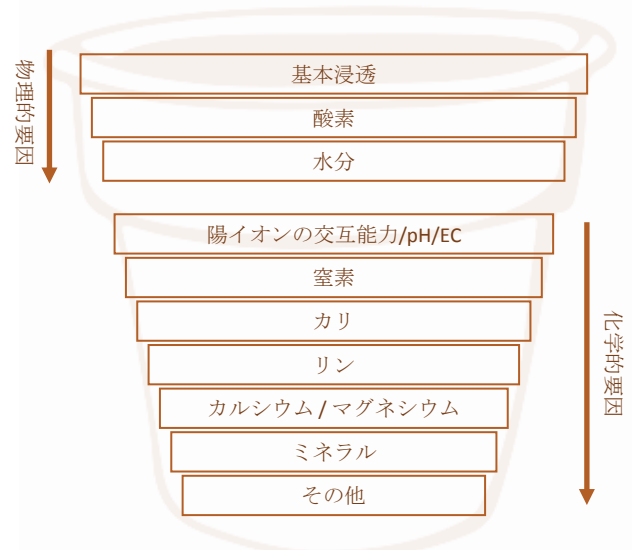 物理的要因
基本浸透
酸素
水分
陽イオンの交互能力/pH/EC
窒素
カリ
リン
カルシウム / マグネシウム
ミネラル
その他
化学的要因